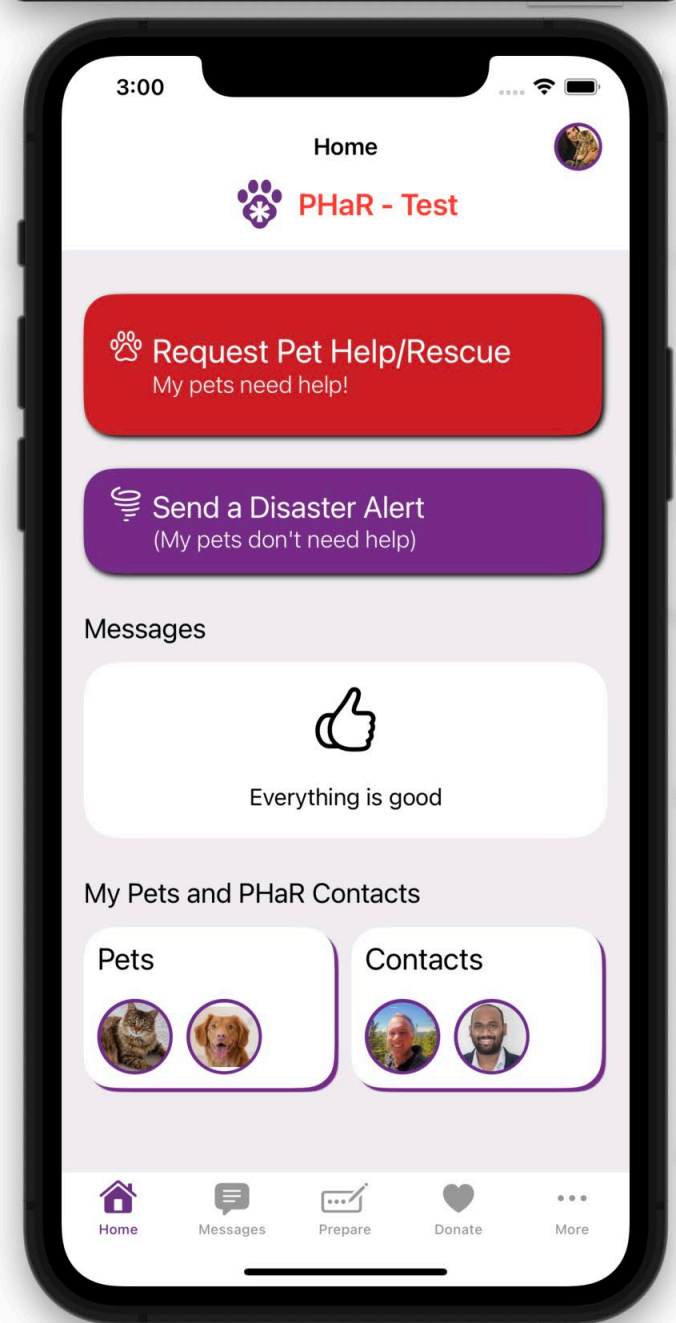 3:00
Home
PHaR - Test
Request Pet Help/Rescue
My pets need help!
Send a Disaster Alert
(My pets don't need help)
Messages
Everything is good
My Pets and PHaR Contacts
Pets
Contacts
Home
Messages
Prepare
Donate
More